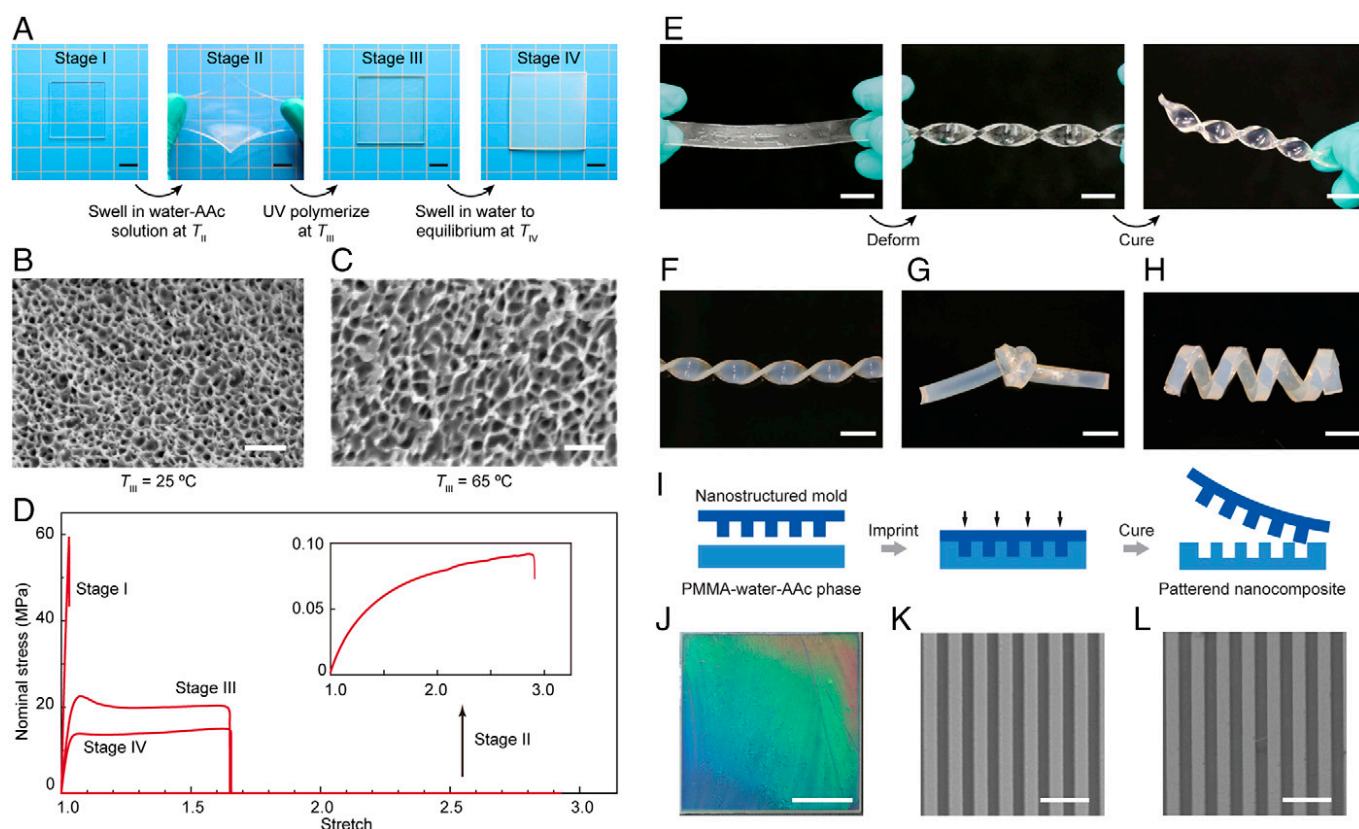 A
Stage I
Stage II
Stage III
Stage IV
Swell in water-AAc
solution at TII
UV polymerize
at TIII
Swell in water to
equilibrium at TIV
B
TIII = 25 ºC
C
TIII = 65 ºC
D
Nominal stress (MPa)
60
40
20
0
1.0
1.5
2.0
2.5
3.0
Stretch
Stage I
Stage III
Stage IV
0.10
0.05
0
1.0
2.0
3.0
Stage II
E
Deform
Cure
F
G
H
I
Nanostructured mold
PMMA-water-AAc phase
Imprint
Cure
Patterend nanocomposite
J
K
L